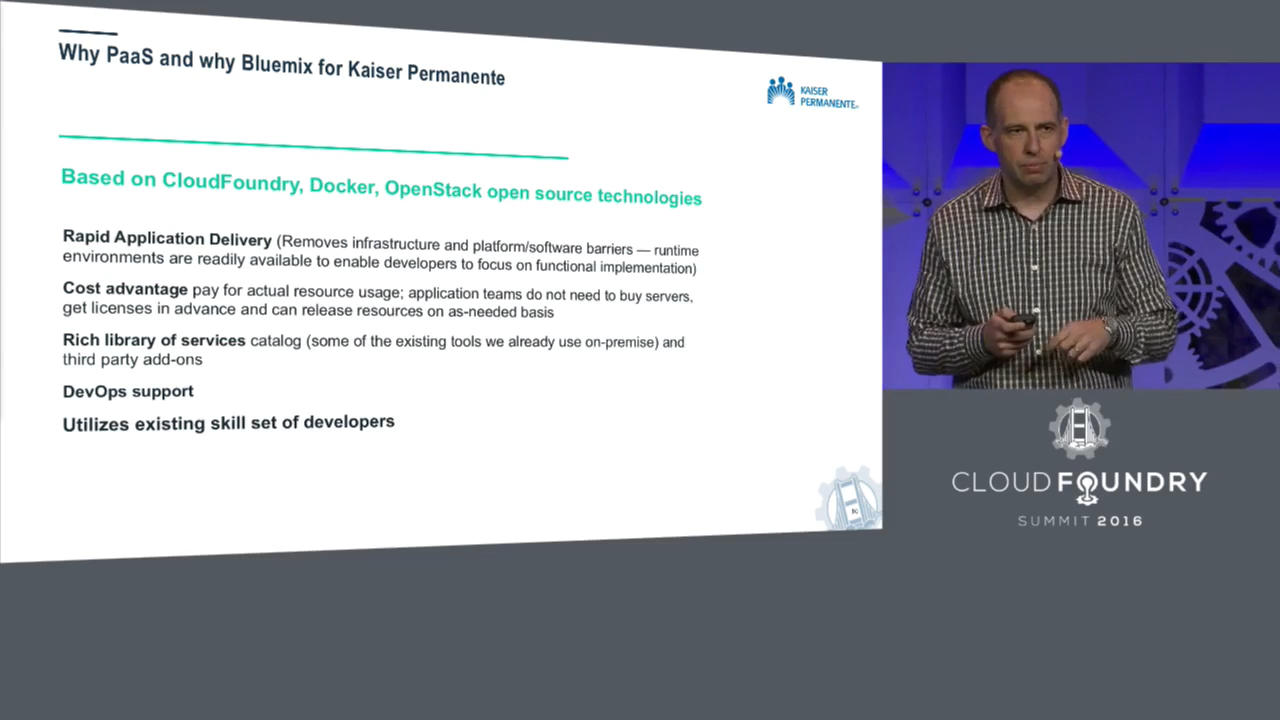 Why PaaS and why Bluemix for Kaiser Permanente
KAISER
PERMANENTE®
Based on CloudFoundry, Docker, OpenStack open source technologies
Rapid Application Delivery (Removes infrastructure and platform/software barriers — runtime
environments are readily available to enable developers to focus on functional implementation)
Cost advantage pay for actual resource usage; application teams do not need to buy servers,
get licenses in advance and can release resources on as-needed basis
Rich library of services catalog (some of the existing tools we already use on-premise) and
third party add-ons
DevOps support
Utilizes existing skill set of developers
CLOUD FOUNDRY
SUMMIT 2016